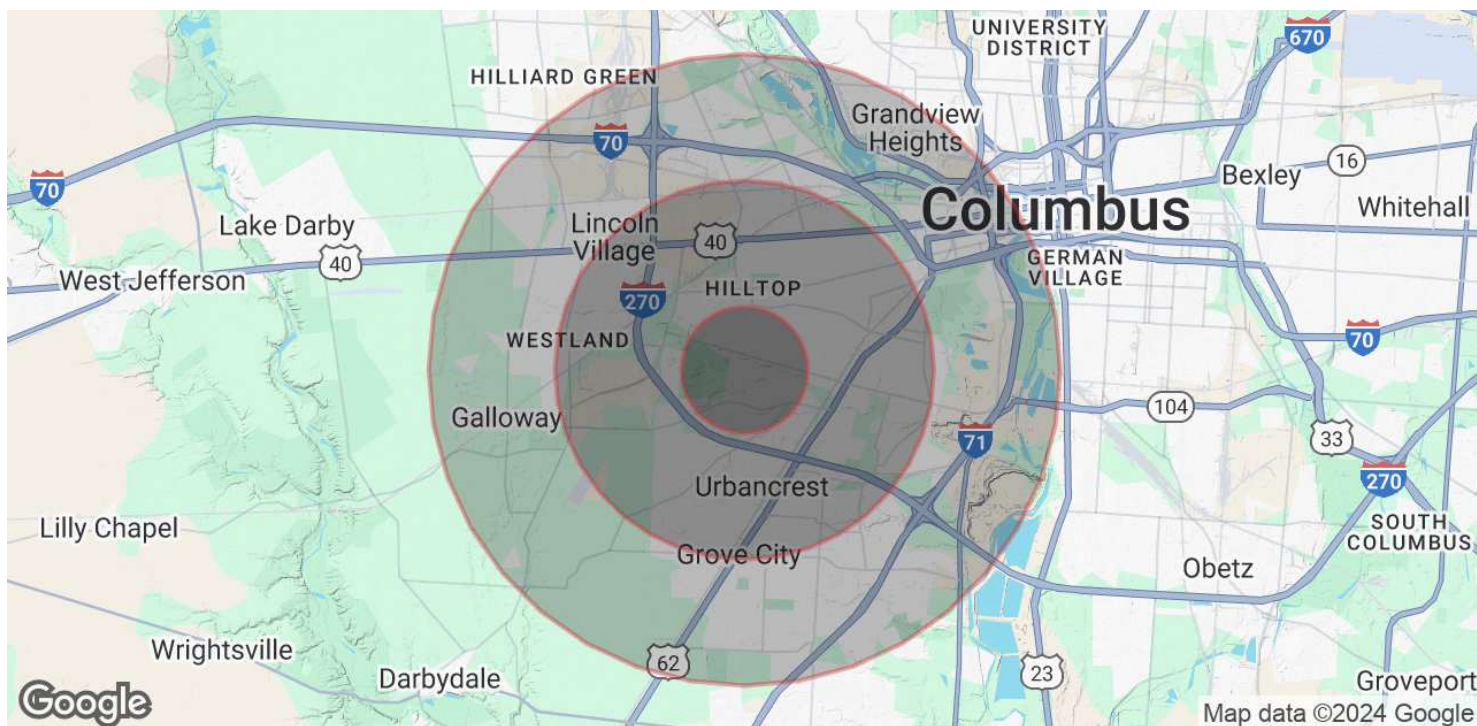 UNIVERSITY
DISTRICT
670
HILLIARD GREEN
Grandview
Heights
70
16
Bexley
70
Columbus
Whitehall
Lake Darby
Lincoln
Village
40
40
West Jefferson
GERMAN
VILLAGE
HILLTOP
270
WESTLAND
70
Galloway
104
71
33
270
Urbancrest
Lilly Chapel
SOUTH
COLUMBUS
Grove City
Obetz
Wrightsville
62
23
Darbydale
Groveport
Google
Map data ©2024 Google